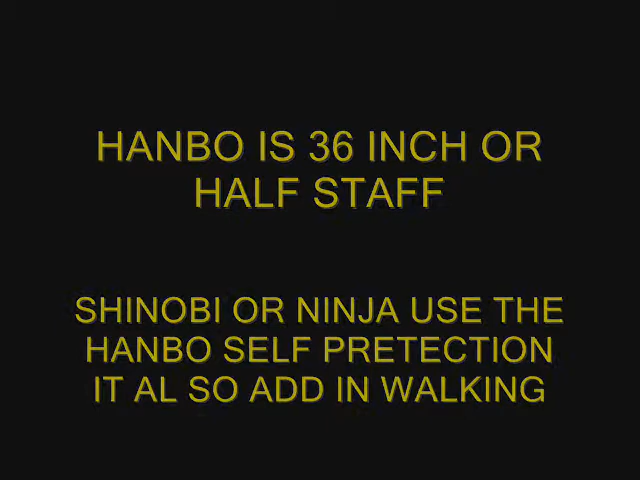 HANBO IS 36 INCH OR
HALF STAFF
SHINOBI OR NINJA USE THE
HANBO SELF PRETECTION
IT AL SO ADD IN WALKING